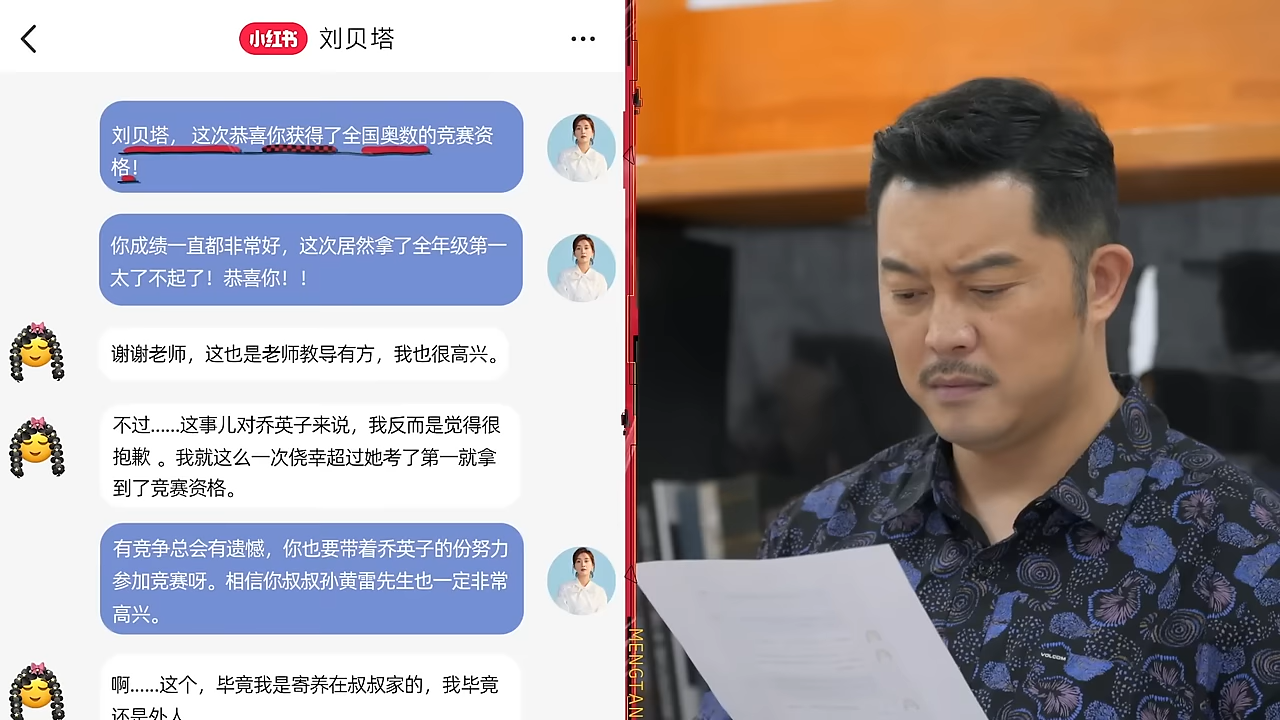 小红书 刘贝塔
刘贝塔， 这次恭喜你获得了全国奥数的竞赛资
格！
你成绩一直都非常好，这次居然拿了全年级第一
太了不起了！恭喜你！！
谢谢老师，这也是老师教导有方，我也很高兴。
不过......这事儿对乔英子来说，我反而是觉得很
抱歉 。我就这么一次侥幸超过她考了第一就拿
到了竞赛资格。
有竞争总会有遗憾，你也要带着乔英子的份努力
参加竞赛呀。相信你叔叔孙黄雷先生也一定非常
高兴。
啊......这个，毕竟我是寄养在叔叔家的，我毕竟
还是外人
MENGTAN
VOLCOM